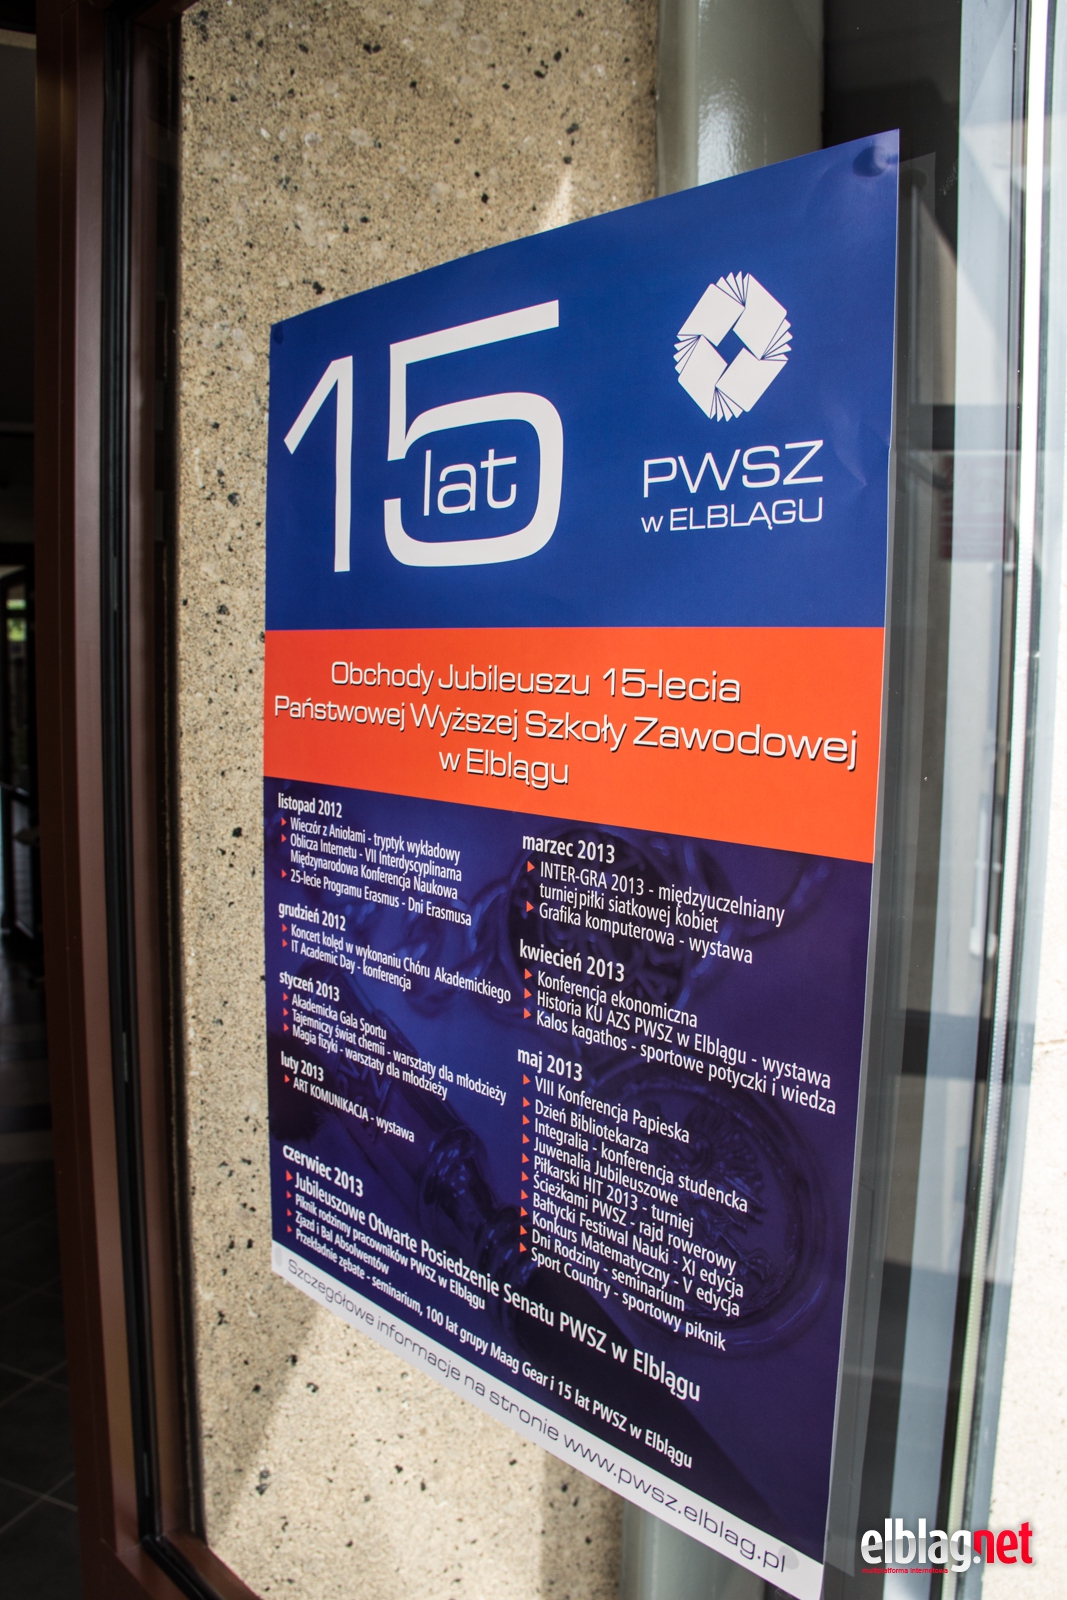 15
lat
PWSZ
w ELBLĄGU
Obchody Jubileuszu 15-lecia
Państwowej Wyższej Szkoły Zawodowej
w Elblągu
listopad 2012
Wieczór z Aniołami - tryptyk wykładowy
Oblicza Internetu - VII Interdyscyplinarna
Międzynarodowa Konferencja Naukowa
25-lecie Programu Erasmus - Dni Erasmusa
grudzień 2012
Koncert kolęd w wykonaniu Chóru Akademickiego
IT Academic Day - konferencja
styczeń 2013
Akademicka Gala Sportu
Tajemniczy świat chemii - warsztaty dla młodzieży
Magia fizyki - warsztaty dla młodzieży
luty 2013
ART KOMUNIKACJA - wystawa
marzec 2013
INTER-GRA 2013 - międzyuczelniany
turniej piłki siatkowej kobiet
Grafika komputerowa - wystawa
kwiecień 2013
Konferencja ekonomiczna
Historia KU AZS PWSZ w Elblągu - wystawa
Kalos kagathos - sportowe potyczki i wiedza
maj 2013
VIII Konferencja Papieska
Dzień Bibliotekarza
Integralia - konferencja studencka
Juwenalia Jubileuszowe
Piłkarski HIT 2013 - turniej
Ścieżkami PWSZ - rajd rowerowy
Bałtycki Festiwal Nauki - XI edycja
Konkurs Matematyczny - V edycja
Dni Rodziny - seminarium
Sport Country - sportowy piknik
czerwiec 2013
Jubileuszowe Otwarte Posiedzenie Senatu PWSZ w Elblągu
Piknik rodzinny pracowników PWSZ w Elblągu
Zjazd i Bal Absolwentów
Przekładnie zębate - seminarium, 100 lat grupy Maag Gear i 15 lat PWSZ w Elblągu
Szczegółowe informacje na stronie www.pwsz.elblag.pl
elblag.net
multiplatforma internetowa